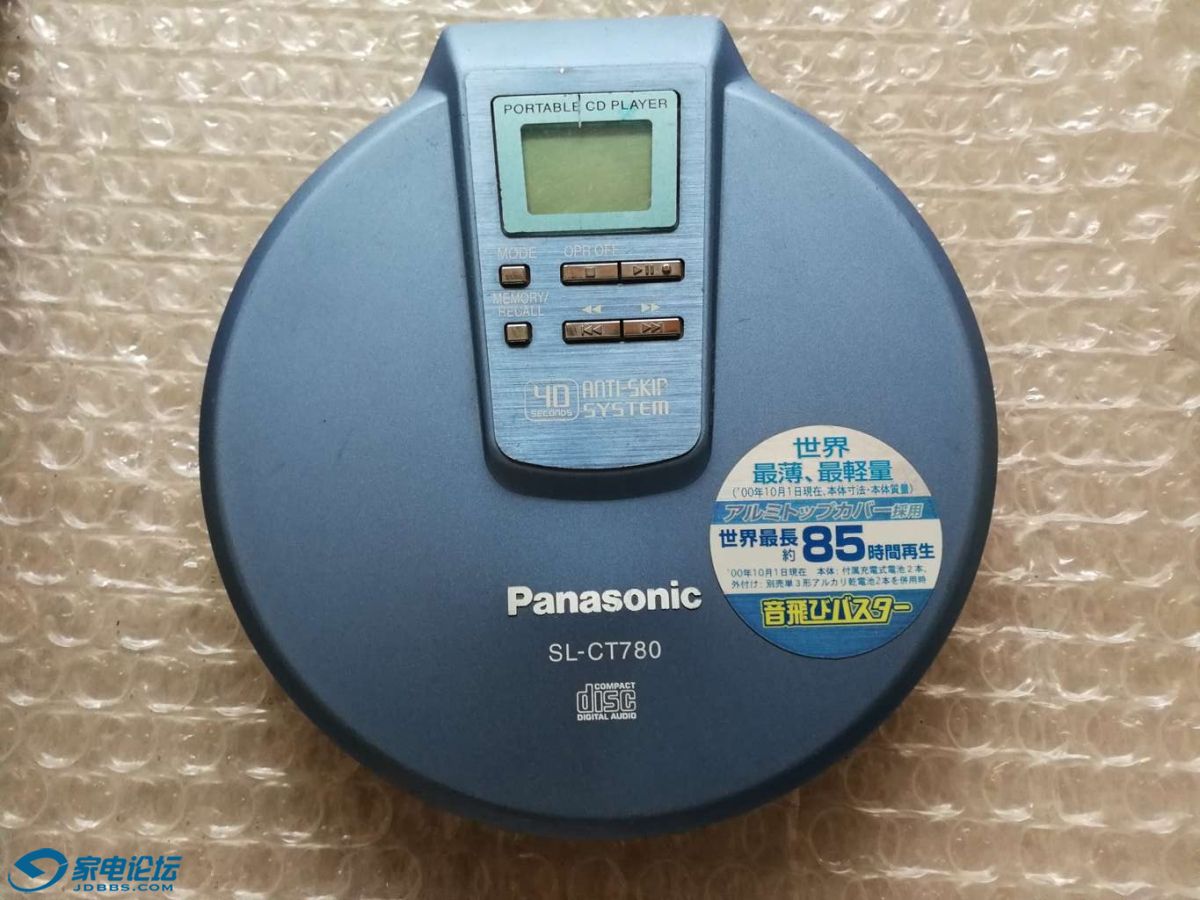 PORTABLE CD PLAYER
MODE OPR OFF
MEMORY/
RECALL
40
SECONDS
ANTI-SKIP
SYSTEM
世界
最薄、最軽量
('00年10月1日現在、本体寸法・本体質量)
アルミトップカバー採用
世界最長
約85時間再生
'00年10月1日現在 本体:付属充電式電池2本、
外付け:別売単3形アルカリ乾電池2本を併用時
音飛びバスター
Panasonic
SL-CT780
COMPACT
disc
DIGITAL AUDIO
家电论坛
JDBBS.COM